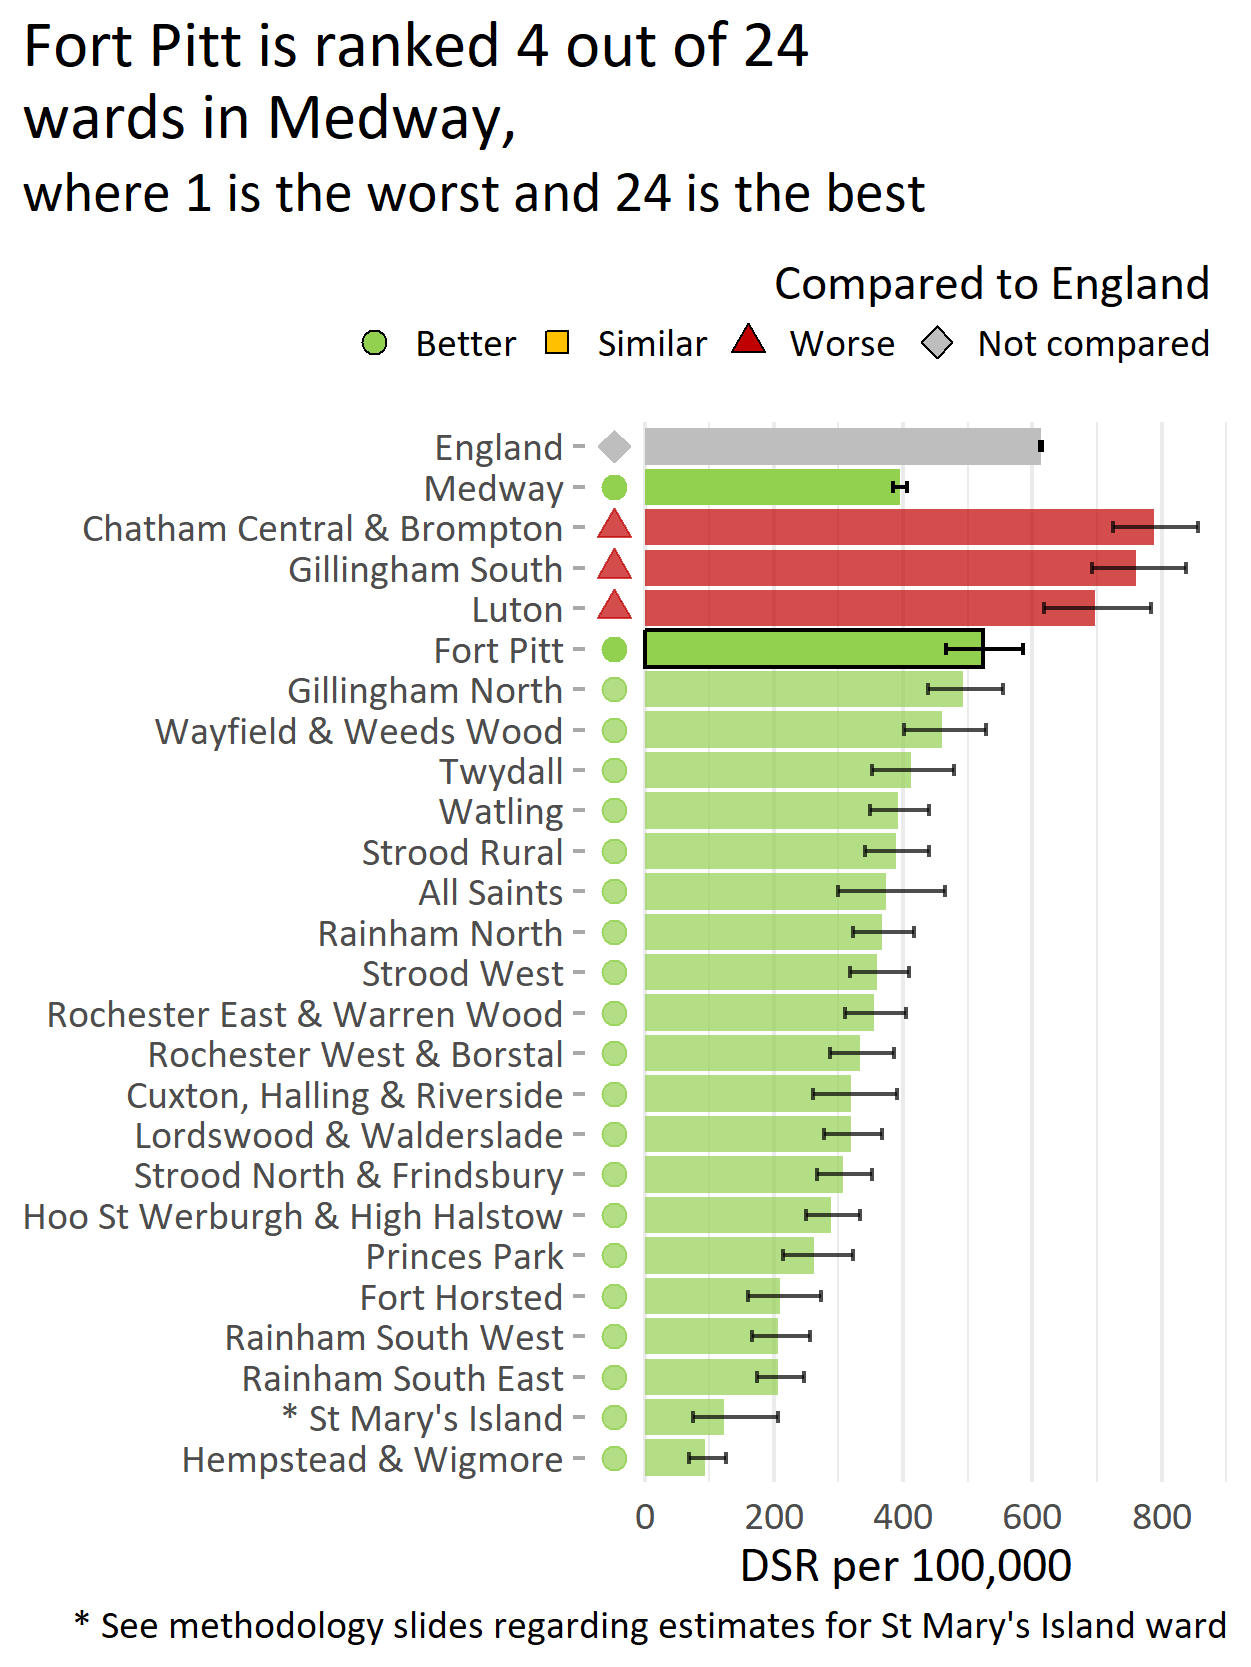 Fort Pitt is ranked 4 out of 24
wards in Medway,
where 1 is the worst and 24 is the best
Compared to England
Better Similar Worse Not compared
England
Medway
Chatham Central & Brompton
Gillingham South
Luton
Fort Pitt
Gillingham North
Wayfield & Weeds Wood
Twydall
Watling
Strood Rural
All Saints
Rainham North
Strood West
Rochester East & Warren Wood
Rochester West & Borstal
Cuxton, Halling & Riverside
Lordswood & Walderslade
Strood North & Frindsbury
Hoo St Werburgh & High Halstow
Princes Park
Fort Horsted
Rainham South West
Rainham South East
* St Mary's Island
Hempstead & Wigmore
0 200 400 600 800
DSR per 100,000
* See methodology slides regarding estimates for St Mary's Island ward